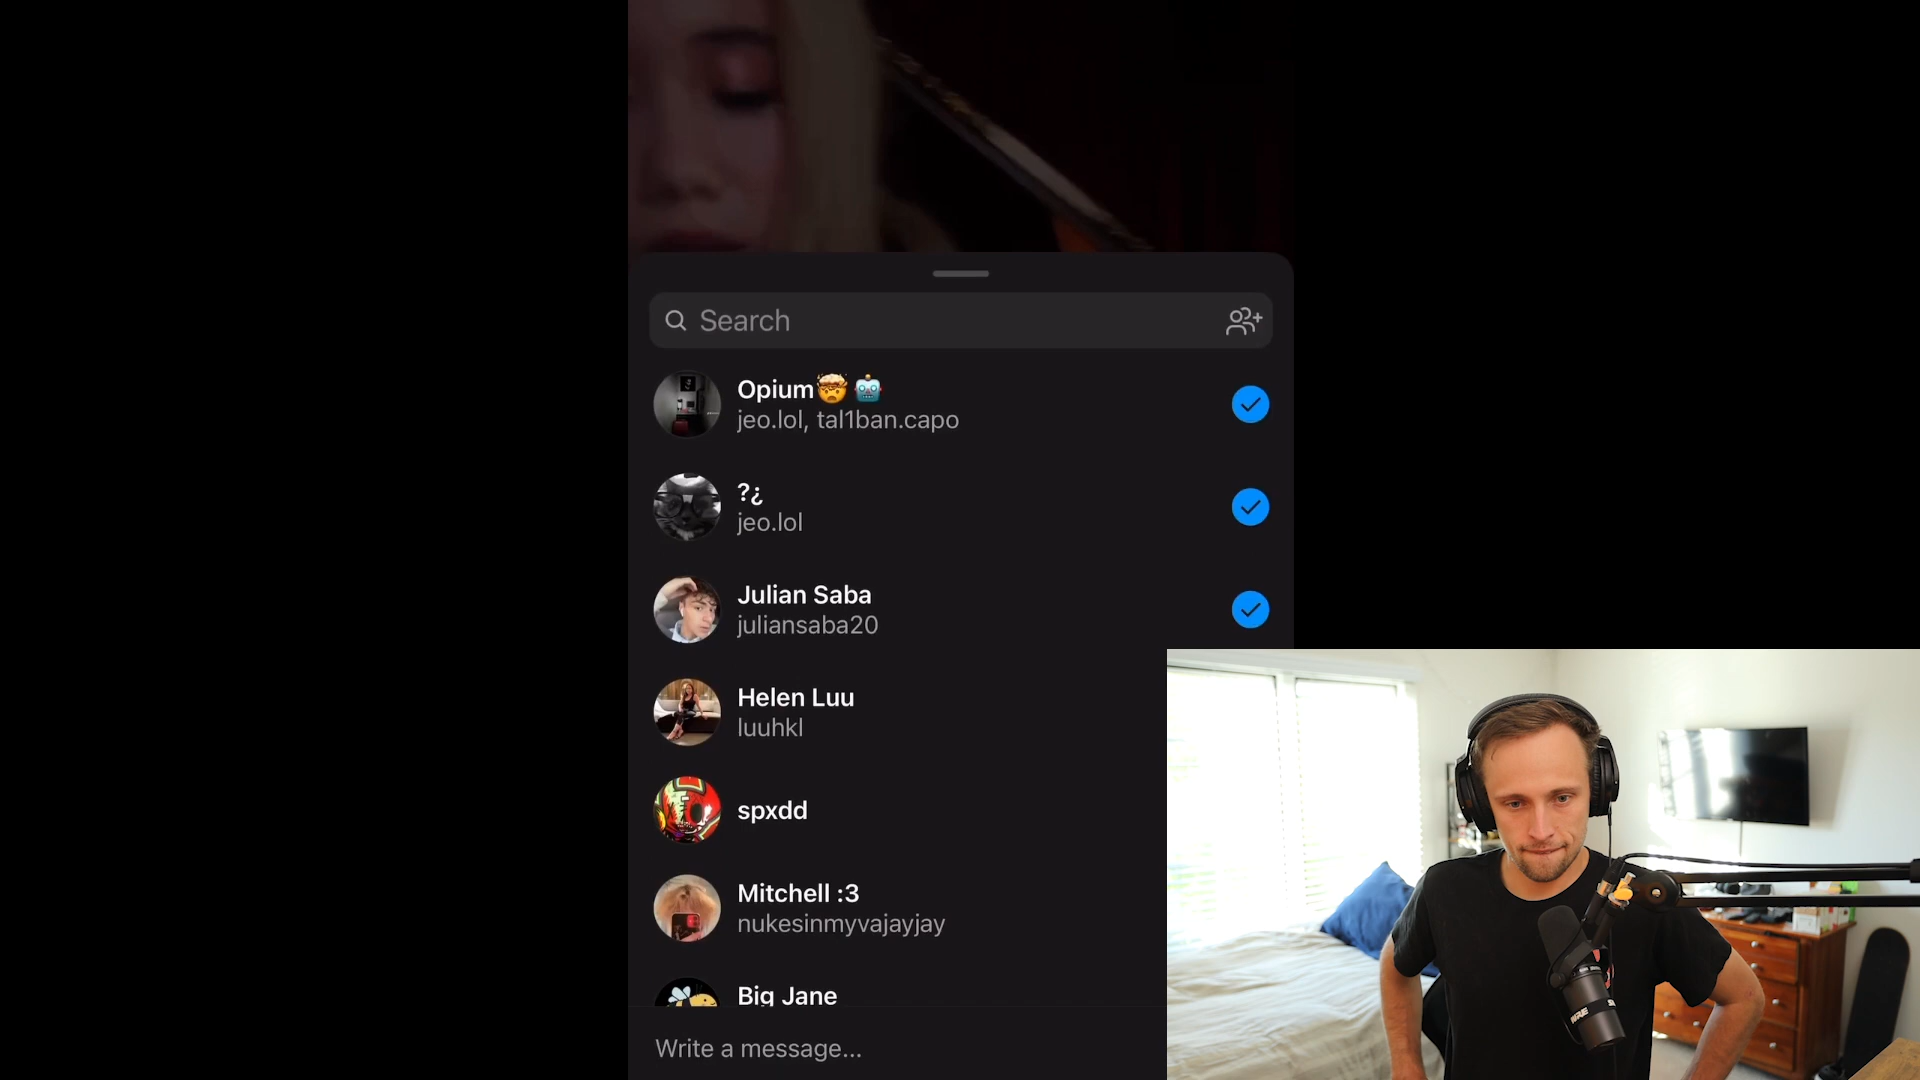 Search
Opium🤯 🤖
jeo.lol, tal1ban.capo
?¿
jeo.lol
Julian Saba
juliansaba20
Helen Luu
luuhkl
spxdd
Mitchell :3
nukesinmyvajayjay
Big Jane
Write a message...